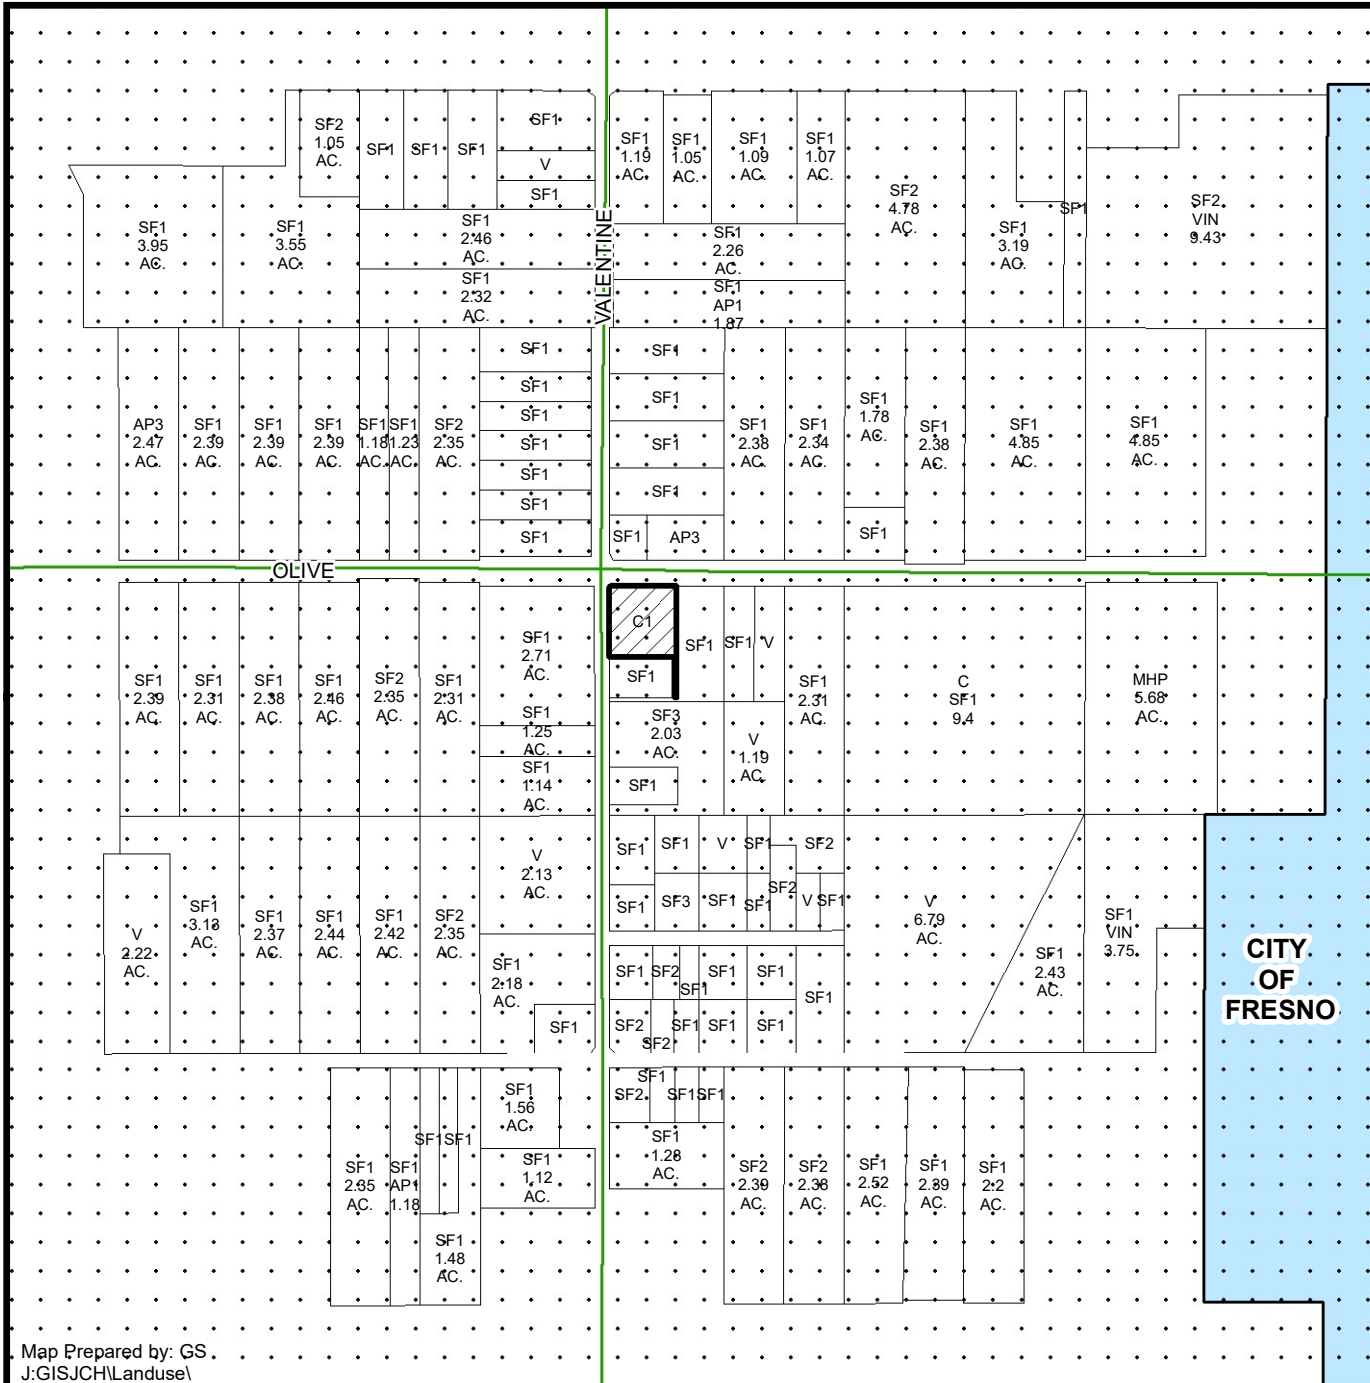 SF2
1.05
AC.
SF1
SF1
SF1
SF1
V
SF1
SF1
1.19
AC.
SF1
1.05
AC.
SF1
1.09
AC.
SF1
1.07
AC.
SF2
4.78
AC.
SF1
3.19
AC.
SF1
SF2
VIN
9.43
SF1
3.95
AC.
SF1
3.55
AC.
SF1
2.46
AC.
SF1
2.32
AC.
VALENTINE
SF1
2.26
AC.
SF1
AP1
1.87
AP3
2.47
AC.
SF1
2.39
AC.
SF1
2.39
AC.
SF1
2.39
AC.
SF1
1.18
AC.
SF1
1.23
AC.
SF2
2.35
AC.
SF1
SF1
SF1
SF1
SF1
SF1
SF1
SF1
SF1
SF1
SF1
SF1
AP3
SF1
2.38
AC.
SF1
2.34
AC.
SF1
1.78
AC.
SF1
SF1
2.38
AC.
SF1
4.85
AC.
SF1
4.85
AC.
OLIVE
SF1
2.39
AC.
SF1
2.31
AC.
SF1
2.38
AC.
SF1
2.46
AC.
SF2
2.35
AC.
SF1
2.31
AC.
SF1
2.71
AC.
SF1
1.25
AC.
SF1
1.14
AC.
C1
SF1
SF1
SF1
V
SF3
2.03
AC.
SF1
V
1.19
AC.
SF1
2.31
AC.
C
SF1
9.4
MHP
5.68
AC.
V
2.22
AC.
SF1
3.13
AC.
SF1
2.37
AC.
SF1
2.44
AC.
SF1
2.42
AC.
SF2
2.35
AC.
V
2.13
AC.
SF1
2.18
AC.
SF1
SF1
SF1
V
SF1
SF2
SF1
SF3
SF1
SF1
SF2
V
SF1
SF1
SF2
SF1
SF1
SF1
SF1
SF2
SF2
SF1
SF1
SF1
V
6.79
AC.
SF1
2.43
AC.
SF1
VIN
3.75
CITY
OF
FRESNO
SF1
2.35
AC.
SF1
AP1
1.18
SF1
SF1
SF1
1.48
AC.
SF1
1.56
AC.
SF1
1.12
AC.
SF2
SF1
SF1
SF1
SF1
1.28
AC.
SF2
2.39
AC.
SF2
2.38
AC.
SF1
2.52
AC.
SF1
2.39
AC.
SF1
2.2
AC.
Map Prepared by: GS
J:GISJCH\Landuse\